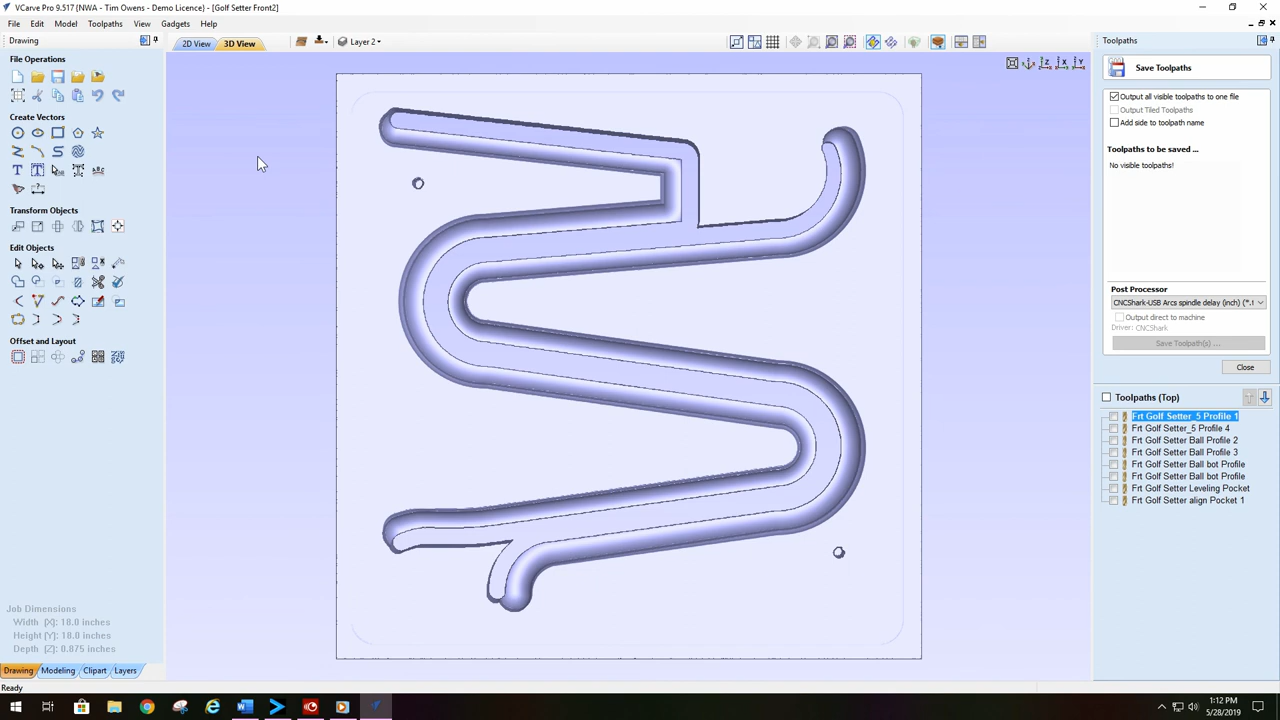 VCarve Pro 9.517 {NWA - Tim Owens - Demo Licence} - [Golf Setter Front2]
File Edit Model Toolpaths View Gadgets Help
Drawing
2D View 3D View Layer 2
Toolpaths
File Operations
Create Vectors
Transform Objects
Edit Objects
Offset and Layout
Job Dimensions
Width (X): 18.0 inches
Height (Y): 18.0 inches
Depth (Z): 0.875 inches
Drawing Modeling Clipart Layers
Ready
Save Toolpaths
Output all visible toolpaths to one file
Output Tiled Toolpaths
Add side to toolpath name
Toolpaths to be saved ...
No visible toolpaths!
Post Processor
CNCShark-USB Arcs spindle delay (inch) (*.t
Output direct to machine
Driver: CNCShark
Save Toolpath(s) ...
Close
Toolpaths (Top)
Frt Golf Setter_5 Profile 1
Frt Golf Setter_5 Profile 4
Frt Golf Setter Ball Profile 2
Frt Golf Setter Ball Profile 3
Frt Golf Setter Ball bot Profile
Frt Golf Setter Ball bot Profile
Frt Golf Setter Leveling Pocket
Frt Golf Setter align Pocket 1
1:12 PM
5/28/2019